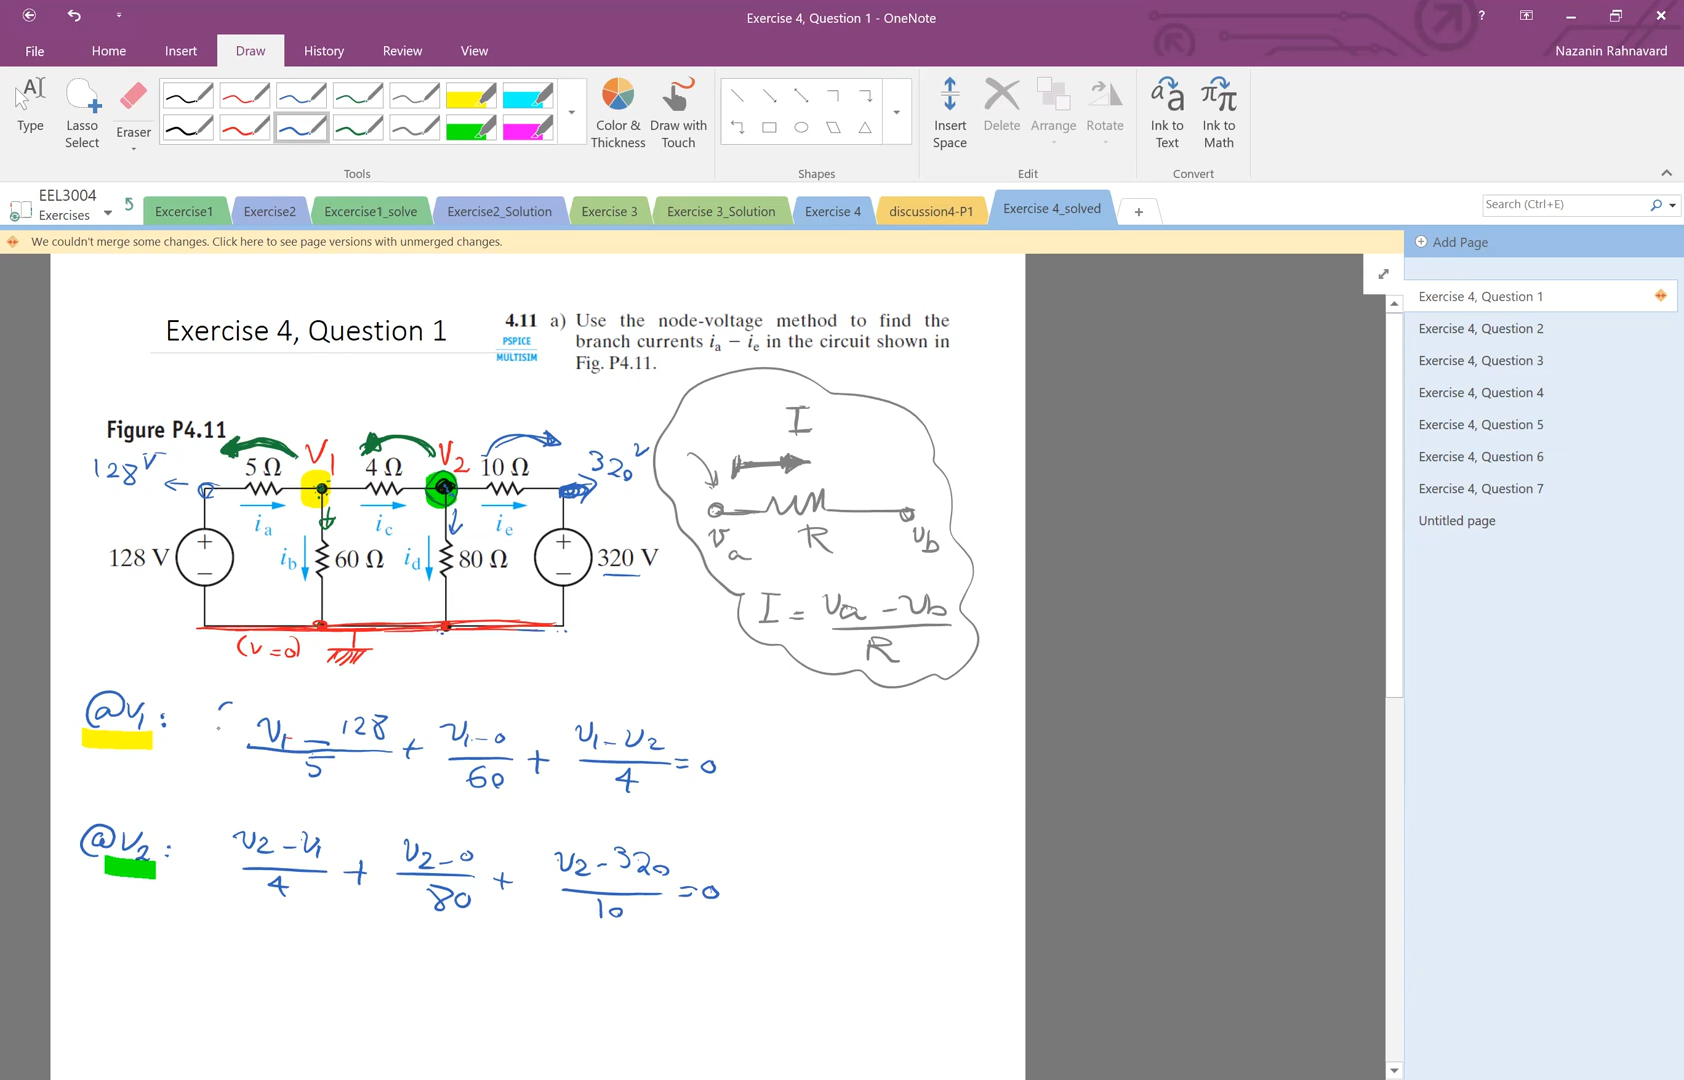 Exercise 4, Question 1 - OneNote
?
Nazanin Rahnavard
File
Home
Insert
Draw
History
Review
View
Type
Lasso Select
Eraser
Color & Thickness
Draw with Touch
Insert Space
Delete
Arrange
Rotate
Ink to Text
Ink to Math
Tools
Shapes
Edit
Convert
EEL3004
Exercises
Excercise1
Exercise2
Excercise1_solve
Exercise2_Solution
Exercise 3
Exercise 3_Solution
Exercise 4
discussion4-P1
Exercise 4_solved
+
Search (Ctrl+E)
We couldn't merge some changes. Click here to see page versions with unmerged changes.
Add Page
Exercise 4, Question 1
Exercise 4, Question 2
Exercise 4, Question 3
Exercise 4, Question 4
Exercise 4, Question 5
Exercise 4, Question 6
Exercise 4, Question 7
Untitled page
Exercise 4, Question 1
4.11 a) Use the node-voltage method to find the
PSPICE
MULTISIM
branch currents ia − ie in the circuit shown in
Fig. P4.11.
Figure P4.11
128 V
V1
V2
320 V
5 Ω
4 Ω
10 Ω
ia
ic
ie
128 V
+
−
ib
60 Ω
id
80 Ω
+
−
320 V
(v=0)
I
va
R
vb
I = va - vb / R
@v1: v1 - 128 / 5 + v1 - 0 / 60 + v1 - v2 / 4 = 0
@v2: v2 - v1 / 4 + v2 - 0 / 80 + v2 - 320 / 10 = 0